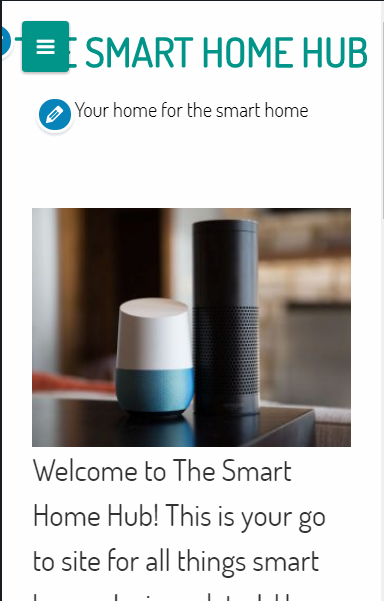 THE SMART HOME HUB
Your home for the smart home
Welcome to The Smart
Home Hub! This is your go
to site for all things smart